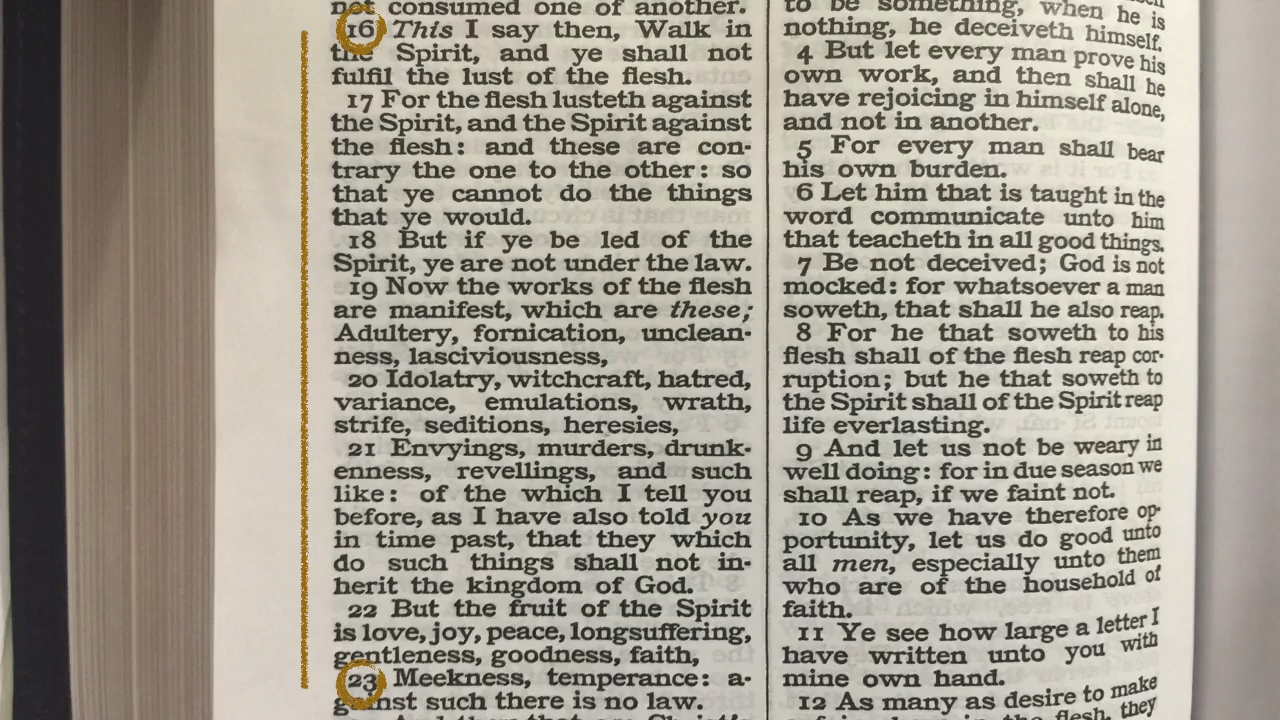 not consumed one of another.
16 This I say then, Walk in
the Spirit, and ye shall not
fulfil the lust of the flesh.
17 For the flesh lusteth against
the Spirit, and the Spirit against
the flesh: and these are con-
trary the one to the other: so
that ye cannot do the things
that ye would.
18 But if ye be led of the
Spirit, ye are not under the law.
19 Now the works of the flesh
are manifest, which are these;
Adultery, fornication, unclean-
ness, lasciviousness,
20 Idolatry, witchcraft, hatred,
variance, emulations, wrath,
strife, seditions, heresies,
21 Envyings, murders, drunk-
enness, revellings, and such
like: of the which I tell you
before, as I have also told you
in time past, that they which
do such things shall not in-
herit the kingdom of God.
22 But the fruit of the Spirit
is love, joy, peace, longsuffering,
gentleness, goodness, faith,
23 Meekness, temperance: a-
gainst such there is no law.
to be something, when he is
nothing, he deceiveth himself.
4 But let every man prove his
own work, and then shall he
have rejoicing in himself alone,
and not in another.
5 For every man shall bear
his own burden.
6 Let him that is taught in the
word communicate unto him
that teacheth in all good things.
7 Be not deceived; God is not
mocked: for whatsoever a man
soweth, that shall he also reap.
8 For he that soweth to his
flesh shall of the flesh reap cor-
ruption; but he that soweth to
the Spirit shall of the Spirit reap
life everlasting.
9 And let us not be weary in
well doing: for in due season we
shall reap, if we faint not.
10 As we have therefore op-
portunity, let us do good unto
all men, especially unto them
who are of the household of
faith.
11 Ye see how large a letter I
have written unto you with
mine own hand.
12 As many as desire to make
the flesh, they